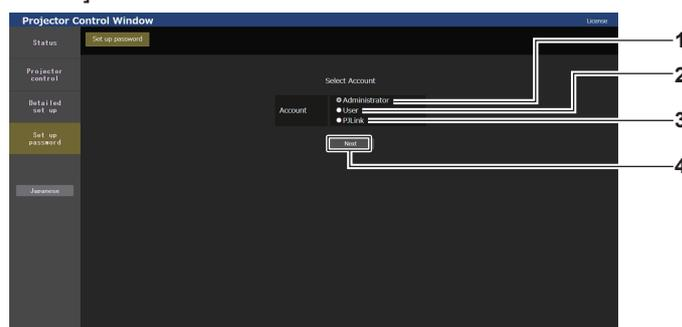 Projector Control Window
License
Status
Set up password
Projector
control
Detailed
set up
Set up
password
Japanese
Select Account
Account
Administrator
User
PJLink
Next
1
2
3
4